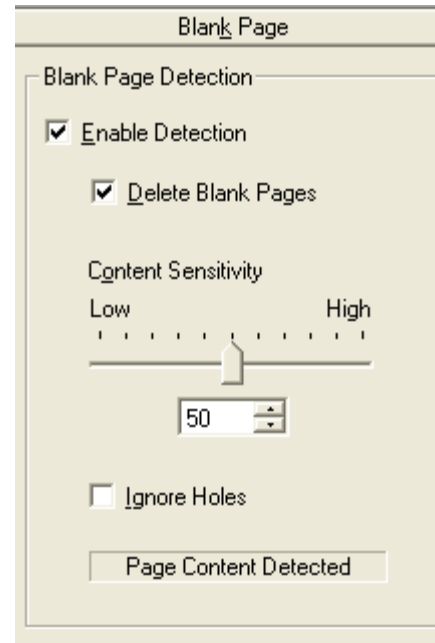 Blank Page
Blank Page Detection
Enable Detection
Delete Blank Pages
Content Sensitivity
Low High
50
Ignore Holes
Page Content Detected